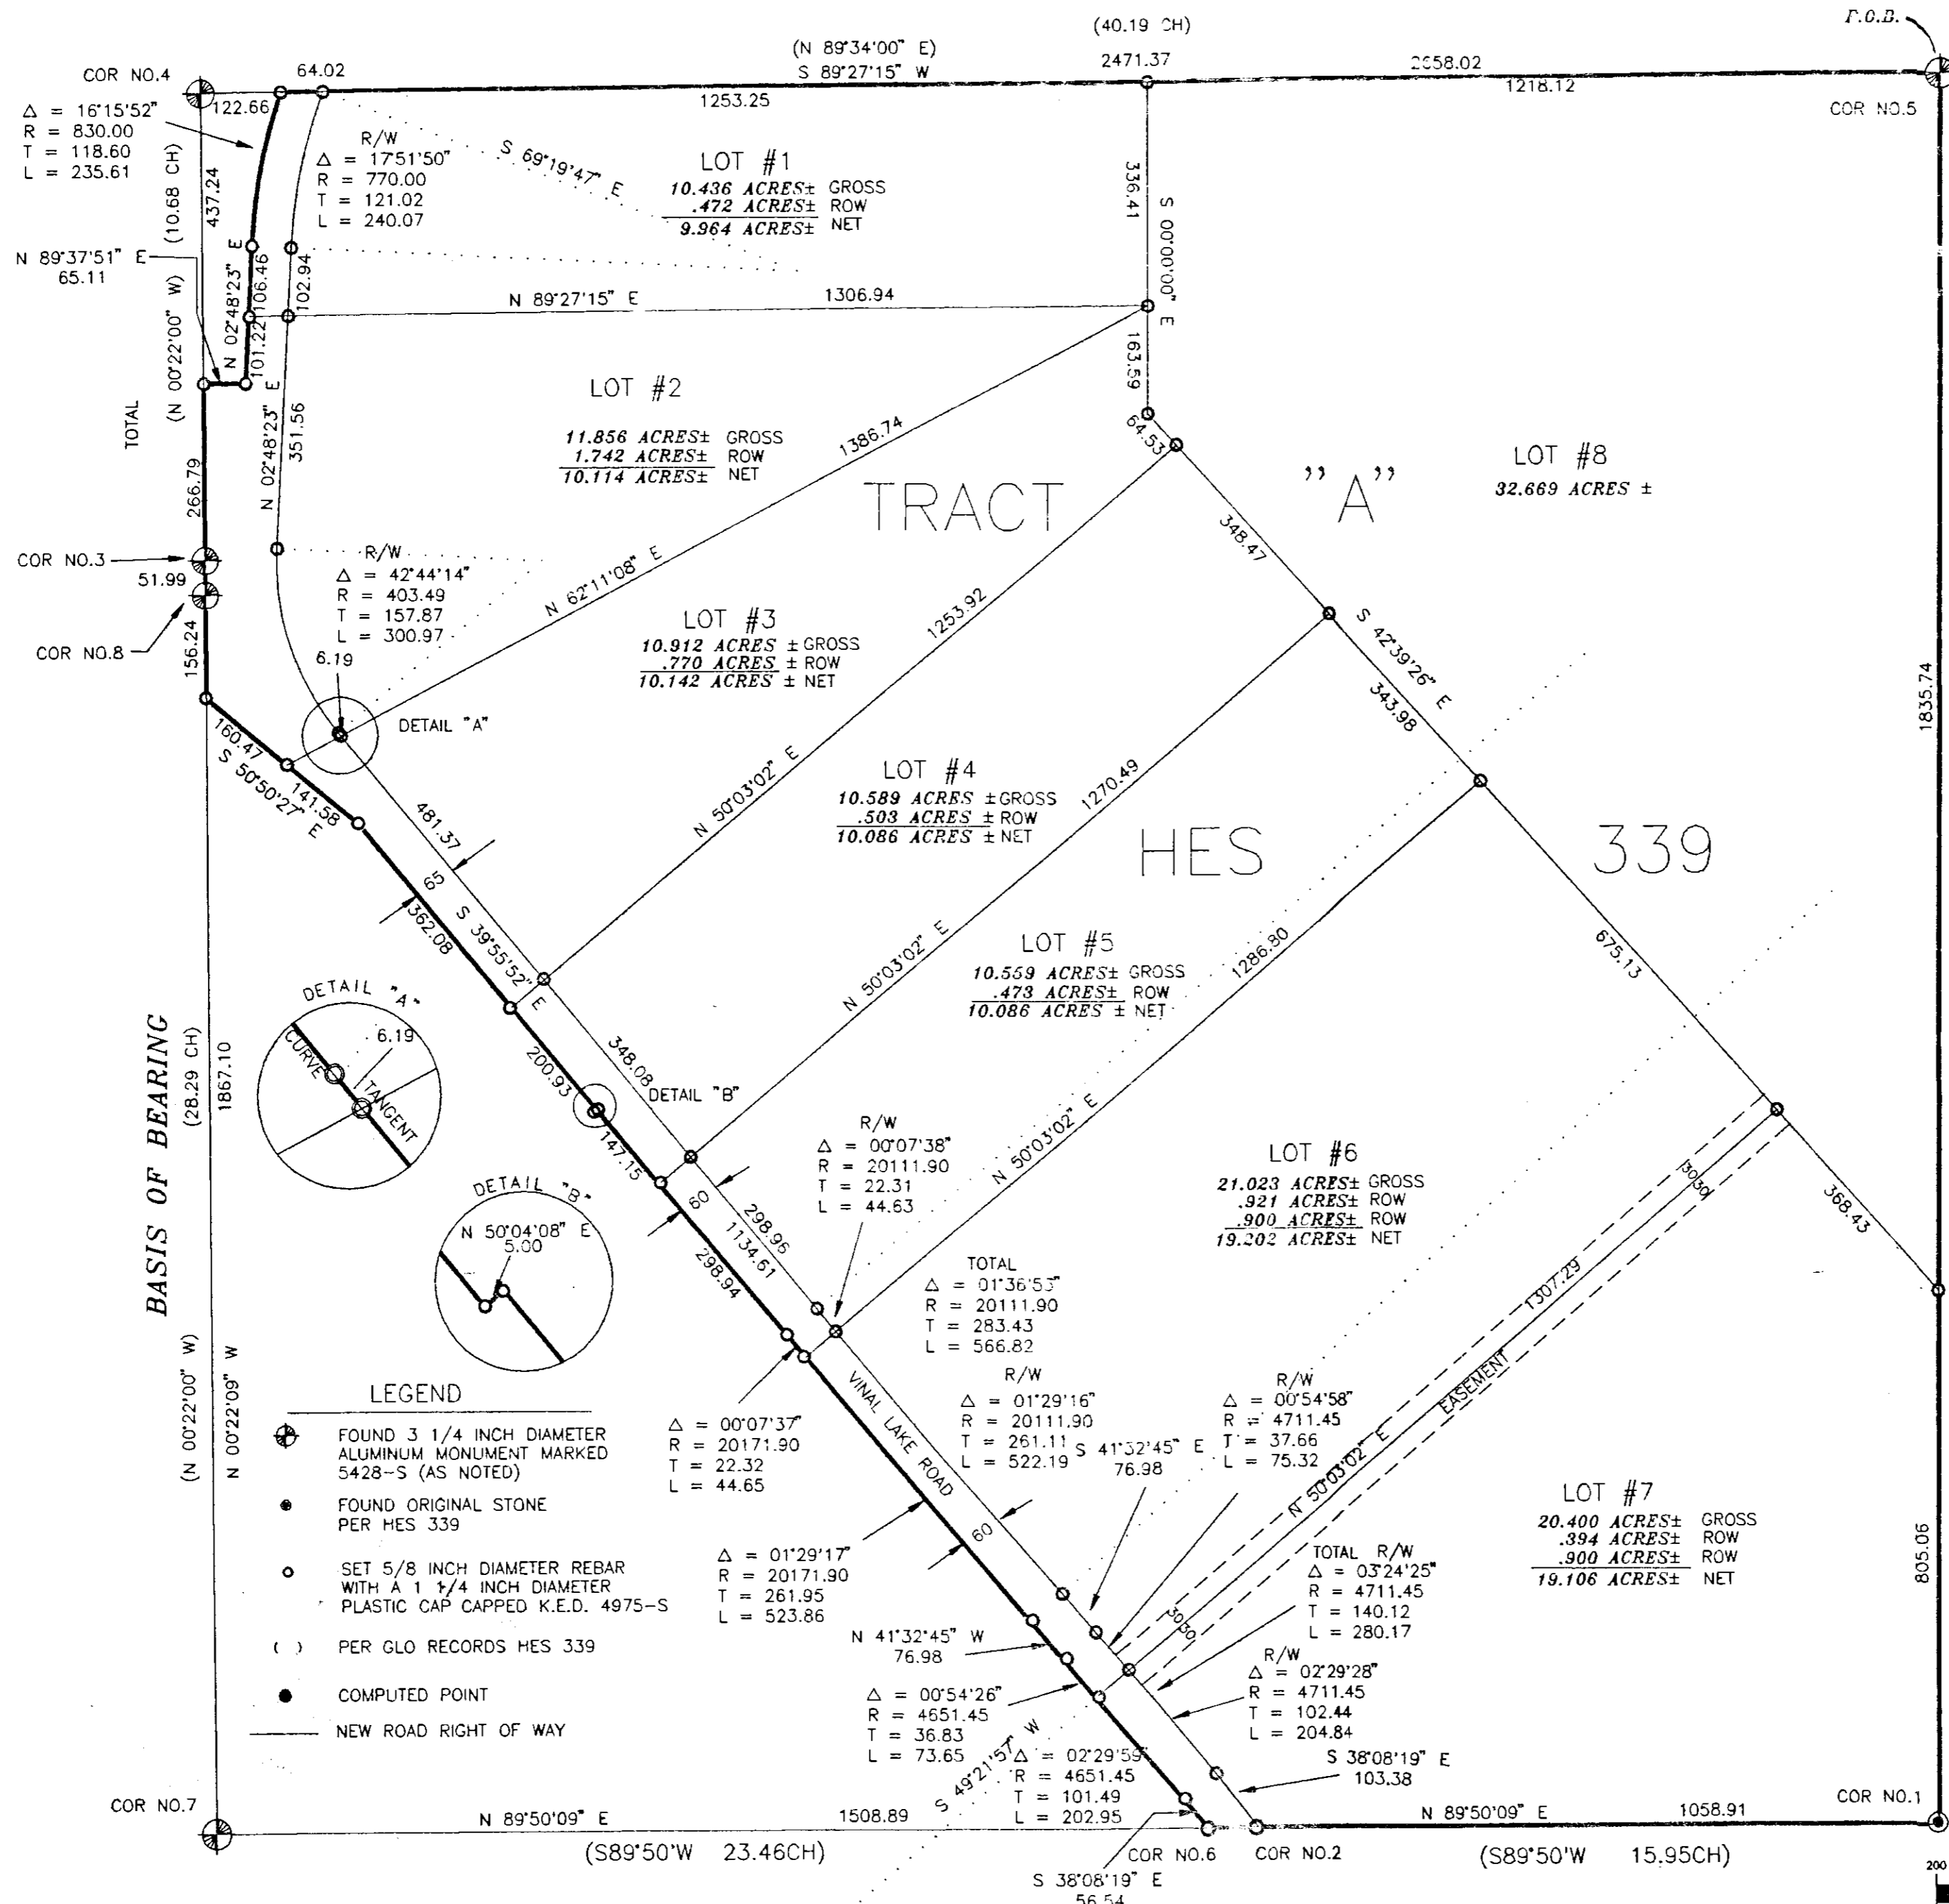 P.O.B.
(40.19 CH)
(N 89°34'00" E)
S 89°27'15" W
2471.37
2658.02
COR NO.4
64.02
122.66
1253.25
1218.12
COR NO.5
Δ = 16°15'52"
R = 830.00
T = 118.60
L = 235.61
R/W
Δ = 17°51'50"
R = 770.00
T = 121.02
L = 240.07
S 69°19'47" E
LOT #1
10.436 ACRES± GROSS
.472 ACRES± ROW
9.964 ACRES± NET
336.41
S 00°00'00" E
163.59
437.24
(10.68 CH)
(N 00°22'00" W)
TOTAL
N 89°37'51" E
65.11
N 02°48'23" E
106.46
101.22
102.94
N 89°27'15" E
1306.94
N 02°48'23" E
351.56
LOT #2
11.856 ACRES± GROSS
1.742 ACRES± ROW
10.114 ACRES± NET
1386.74
N 62°11'08" E
64.53
TRACT
"A"
LOT #8
32.669 ACRES ±
266.79
COR NO.3
51.99
COR NO.8
156.24
R/W
Δ = 42°44'14"
R = 403.49
T = 157.87
L = 300.97
6.19
DETAIL "A"
LOT #3
10.912 ACRES ± GROSS
.770 ACRES ± ROW
10.142 ACRES ± NET
1253.92
N 50°03'02" E
348.47
S 42°39'26" E
343.98
1835.74
160.47
S 50°50'27" E
141.58
481.37
65
362.08
S 39°55'52" E
LOT #4
10.589 ACRES ± GROSS
.503 ACRES ± ROW
10.086 ACRES ± NET
1270.49
N 50°03'02" E
HES
339
LOT #5
10.559 ACRES± GROSS
.473 ACRES± ROW
10.086 ACRES ± NET
1286.80
N 50°03'02" E
675.13
BASIS OF BEARING
(28.29 CH)
1867.10
(N 00°22'00" W)
N 00°22'09" W
DETAIL "A"
6.19
CURVE
TANGENT
200.93
348.08
DETAIL "B"
147.15
60
298.96
1134.61
298.94
DETAIL "B"
N 50°04'08" E
5.00
R/W
Δ = 00°07'38"
R = 20111.90
T = 22.31
L = 44.63
LOT #6
21.023 ACRES± GROSS
.921 ACRES± ROW
.900 ACRES± ROW
19.202 ACRES± NET
3030
368.43
1307.29
EASEMENT
N 50°03'02" E
TOTAL
Δ = 01°36'53"
R = 20111.90
T = 283.43
L = 566.82
R/W
Δ = 01°29'16"
R = 20111.90
T = 261.11
L = 522.19
S 41°32'45" E
76.98
R/W
Δ = 00°54'58"
R = 4711.45
T = 37.66
L = 75.32
VINAL LAKE ROAD
60
Δ = 00°07'37"
R = 20171.90
T = 22.32
L = 44.65
LEGEND
FOUND 3 1/4 INCH DIAMETER
ALUMINUM MONUMENT MARKED
5428-S (AS NOTED)
FOUND ORIGINAL STONE
PER HES 339
SET 5/8 INCH DIAMETER REBAR
WITH A 1 1/4 INCH DIAMETER
PLASTIC CAP CAPPED K.E.D. 4975-S
( ) PER GLO RECORDS HES 339
COMPUTED POINT
NEW ROAD RIGHT OF WAY
Δ = 01°29'17"
R = 20171.90
T = 261.95
L = 523.86
N 41°32'45" W
76.98
Δ = 00°54'26"
R = 4651.45
T = 36.83
L = 73.65
S 49°21'57" W
Δ = 02°29'59"
R = 4651.45
T = 101.49
L = 202.95
3030
TOTAL R/W
Δ = 03°24'25"
R = 4711.45
T = 140.12
L = 280.17
R/W
Δ = 02°29'28"
R = 4711.45
T = 102.44
L = 204.84
S 38°08'19" E
103.38
LOT #7
20.400 ACRES± GROSS
.394 ACRES± ROW
.900 ACRES± ROW
19.106 ACRES± NET
805.06
COR NO.7
N 89°50'09" E
1508.89
(S89°50'W 23.46CH)
COR NO.6
S 38°08'19" E
56.54
COR NO.2
N 89°50'09" E
1058.91
COR NO.1
(S89°50'W 15.95CH)
200